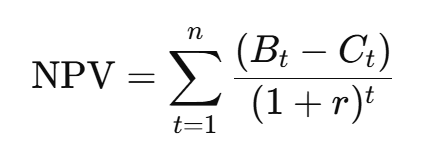 NPV = \sum_{t=1}^{n} \frac{(B_t - C_t)}{(1 + r)^t}